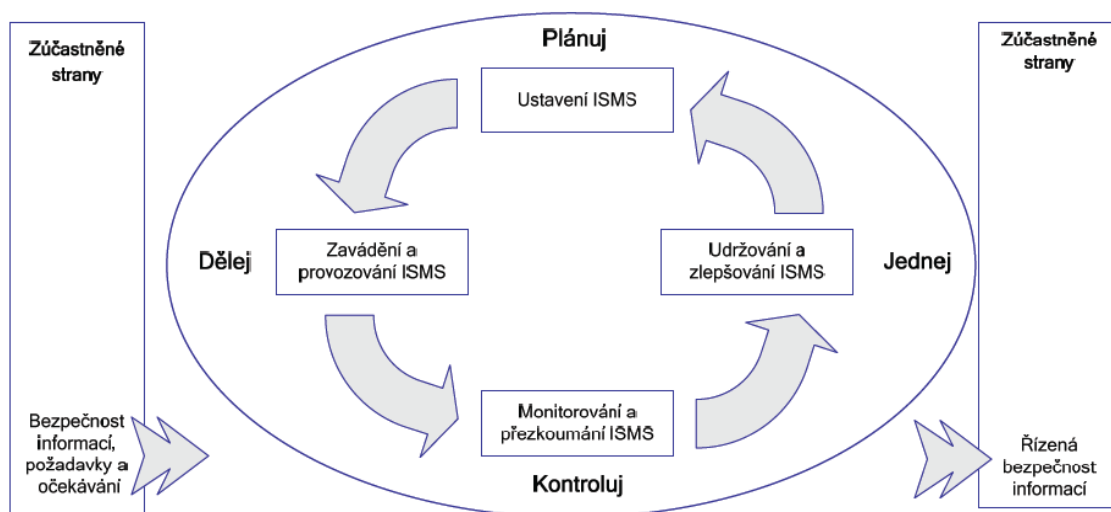 Zúčastněné
strany
Bezpečnost
informací,
požadavky a
očekávání
Plánuj
Ustavení ISMS
Dělej
Zavádění a
provozování ISMS
Udržování a
zlepšování ISMS
Jednej
Monitorování a
přezkoumání ISMS
Kontroluj
Zúčastněné
strany
Řízená
bezpečnost
informací